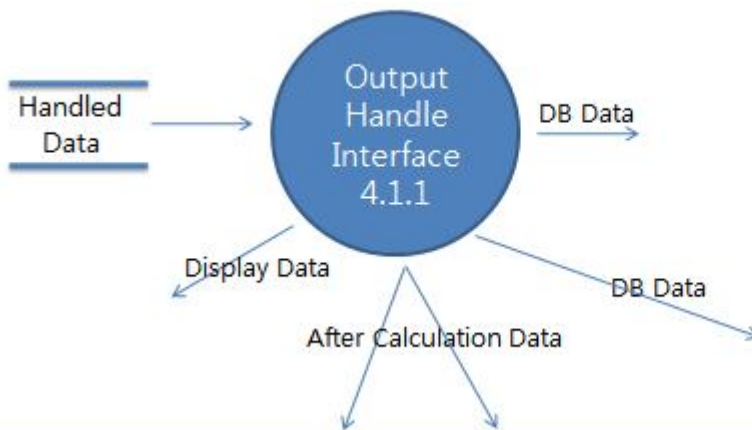 Handled
Data
Output
Handle
Interface
4.1.1
DB Data
Display Data
DB Data
After Calculation Data